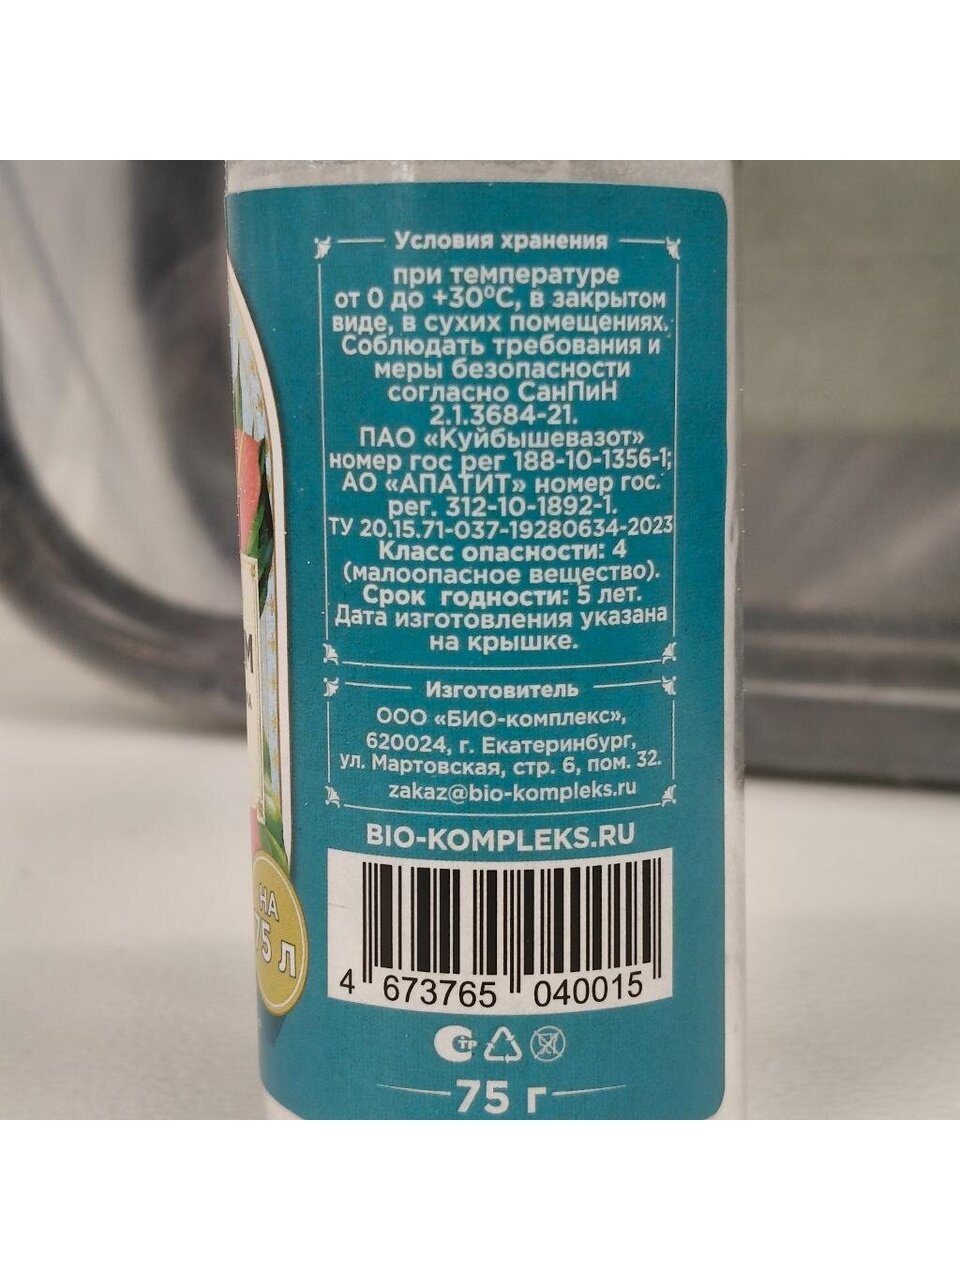 Условия хранения
при температуре
от 0 до +30ºС, в закрытом
виде, в сухих помещениях.
Соблюдать требования и
меры безопасности
согласно СанПиН
2.1.3684-21.
ПАО «Куйбышевазот»
номер гос рег 188-10-1356-1;
АО «АПАТИТ» номер гос.
рег. 312-10-1892-1.
ТУ 20.15.71-037-19280634-2023
Класс опасности: 4
(малоопасное вещество).
Срок годности: 5 лет.
Дата изготовления указана
на крышке.
Изготовитель
ООО «БИО-комплекс»,
620024, г. Екатеринбург,
ул. Мартовская, стр. 6, пом. 32.
zakaz@bio-kompleks.ru
BIO-KOMPLEKS.RU
4 673765 040015
СТР
75 г
НА
75 Л